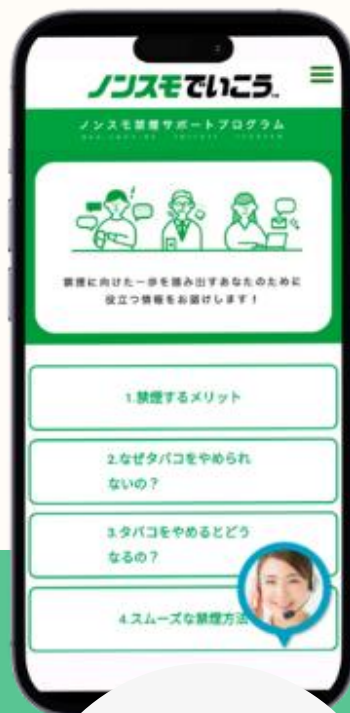 ノンスモでいこう
ノンスモ禁煙サポートプログラム
禁煙に向けた一歩を踏み出すあなたのために
役立つ情報をお届けします！
1.禁煙するメリット
2.なぜタバコをやめられ
ないの？
3.タバコをやめるとどう
なるの？
4.スムーズな禁煙方法